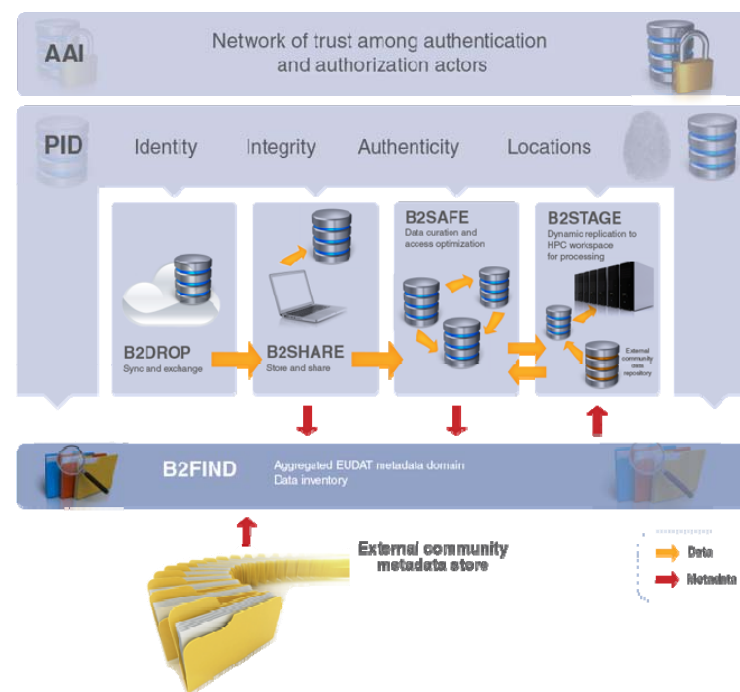 AAI
Network of trust among authentication
and authorization actors
PID
Identity
Integrity
Authenticity
Locations
B2SAFE
Data curation and
access optimization
B2STAGE
Dynamic replication to
HPC workspace
for processing
B2DROP
Sync and exchange
B2SHARE
Store and share
External
community
data
repository
B2FIND
Aggregated EUDAT metadata domain
Data inventory
External community
metadata store
Data
Metadata